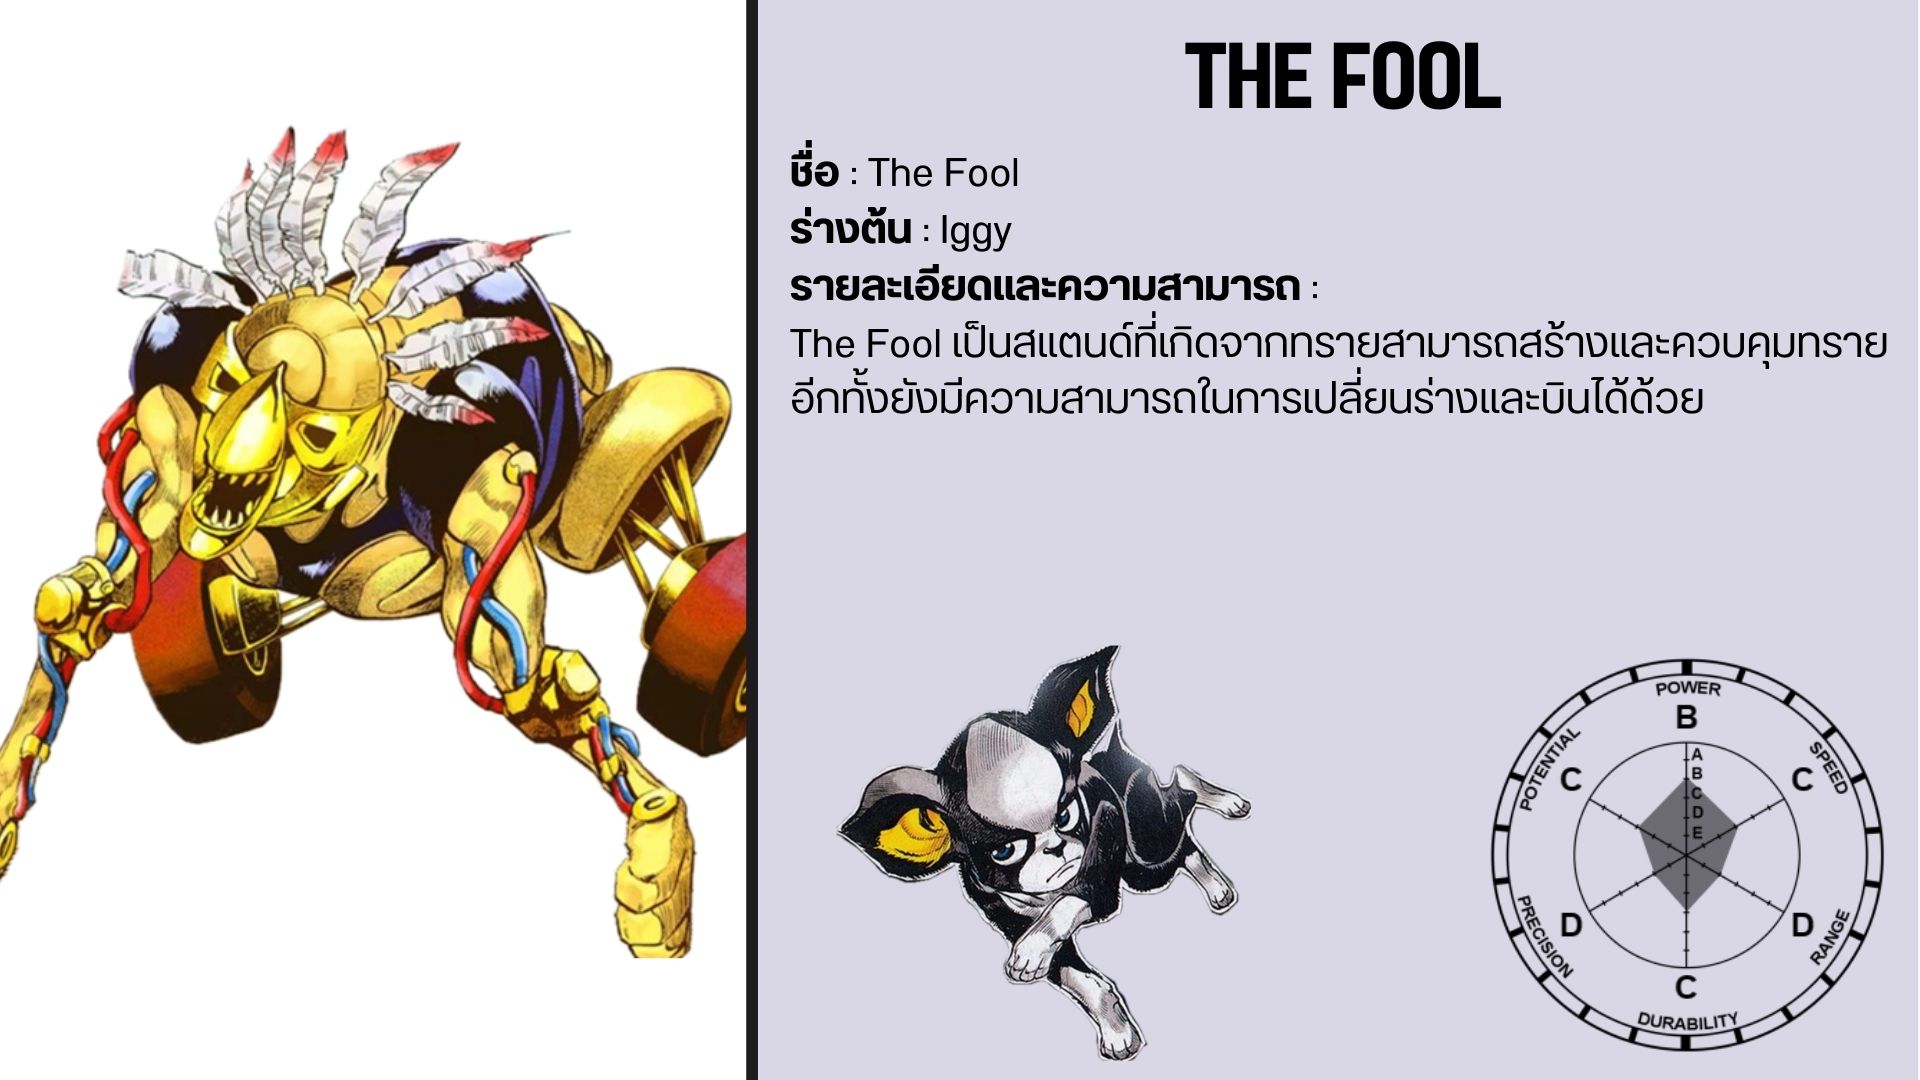 THE FOOL
ชื่อ : The Fool
ร่างต้น : Iggy
รายละเอียดและความสามารถ :
The Fool เป็นสแตนด์ที่เกิดจากทรายสามารถสร้างและควบคุมทราย
อีกทั้งยังมีความสามารถในการเปลี่ยนร่างและบินได้ด้วย
POWER
B
POTENTIAL
C
SPEED
C
A
B
C
D
E
PRECISION
D
RANGE
D
C
DURABILITY